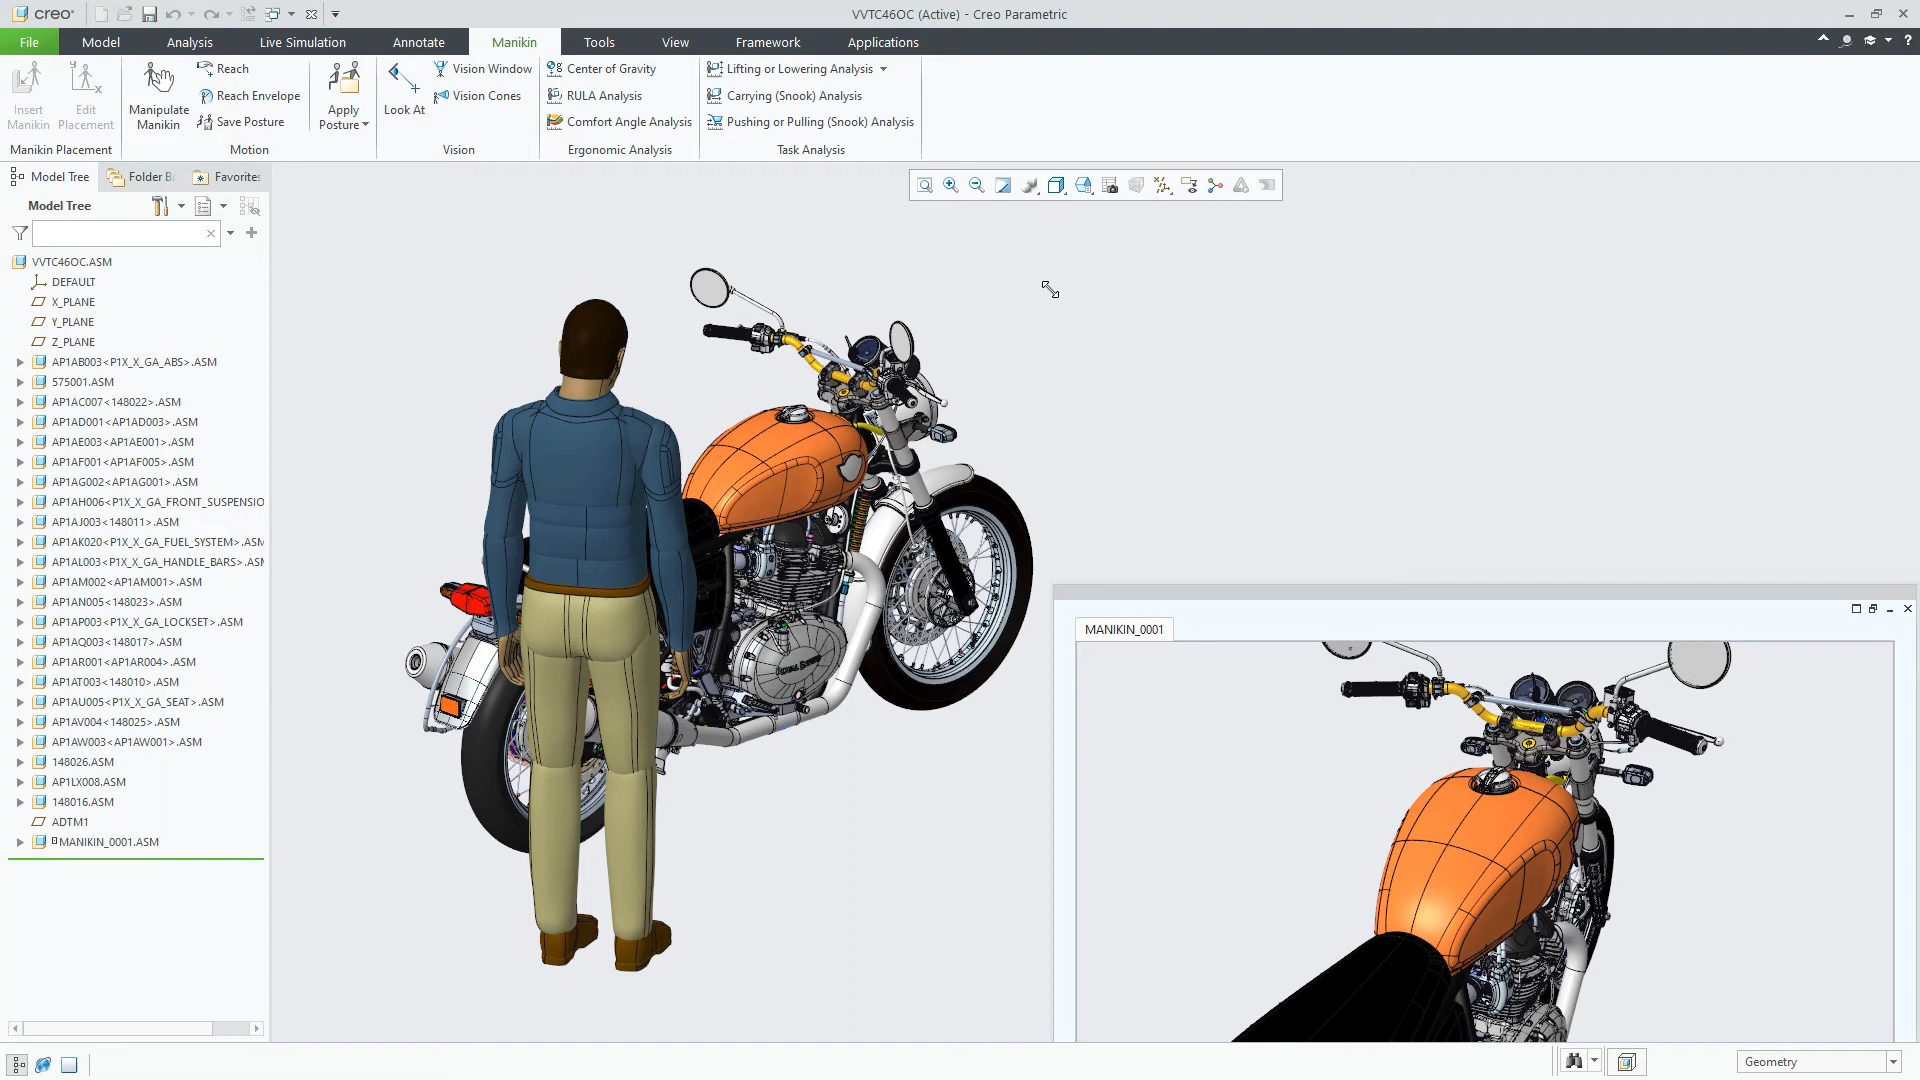 creo
VVTC46OC (Active) - Creo Parametric
File
Model
Analysis
Live Simulation
Annotate
Manikin
Tools
View
Framework
Applications
Insert
Manikin
Edit
Placement
Manikin Placement
Manipulate
Manikin
Reach
Reach Envelope
Save Posture
Apply
Posture
Motion
Look At
Vision Window
Vision Cones
Vision
Center of Gravity
RULA Analysis
Comfort Angle Analysis
Ergonomic Analysis
Lifting or Lowering Analysis
Carrying (Snook) Analysis
Pushing or Pulling (Snook) Analysis
Task Analysis
Model Tree
Folder Br
Favorites
Model Tree
VVTC46OC.ASM
DEFAULT
X_PLANE
Y_PLANE
Z_PLANE
AP1AB003<P1X_X_GA_ABS>.ASM
575001.ASM
AP1AC007<148022>.ASM
AP1AD001<AP1AD003>.ASM
AP1AE003<AP1AE001>.ASM
AP1AF001<AP1AF005>.ASM
AP1AG002<AP1AG001>.ASM
AP1AH006<P1X_X_GA_FRONT_SUSPENSIO
AP1AJ003<148011>.ASM
AP1AK020<P1X_X_GA_FUEL_SYSTEM>.ASM
AP1AL003<P1X_X_GA_HANDLE_BARS>.ASM
AP1AM002<AP1AM001>.ASM
AP1AN005<148023>.ASM
AP1AP003<P1X_X_GA_LOCKSET>.ASM
AP1AQ003<148017>.ASM
AP1AR001<AP1AR004>.ASM
AP1AT003<148010>.ASM
AP1AU005<P1X_X_GA_SEAT>.ASM
AP1AV004<148025>.ASM
AP1AW003<AP1AW001>.ASM
148026.ASM
AP1LX008.ASM
148016.ASM
ADTM1
MANIKIN_0001.ASM
MANIKIN_0001
Geometry